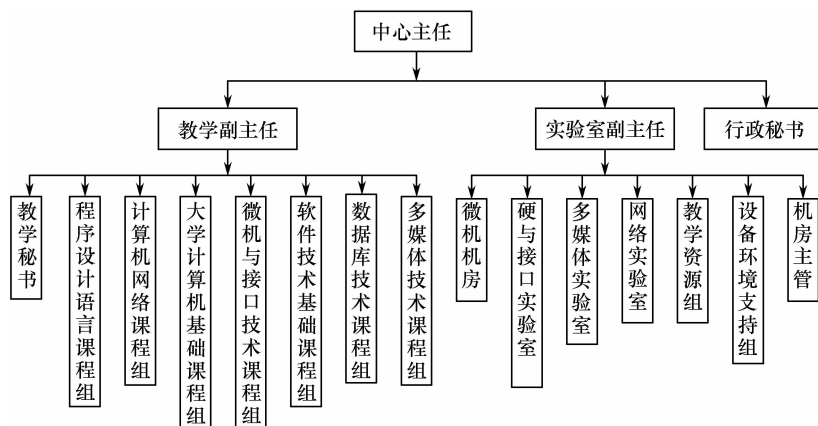 中心主任
教学副主任
实验室副主任
行政秘书
教学秘书
程序设计语言课程组
计算机网络课程组
大学计算机基础课程组
微机与接口技术课程组
软件技术基础课程组
数据库技术课程组
多媒体技术课程组
微机机房
硬与接口实验室
多媒体实验室
网络实验室
教学资源组
设备环境支持组
机房主管